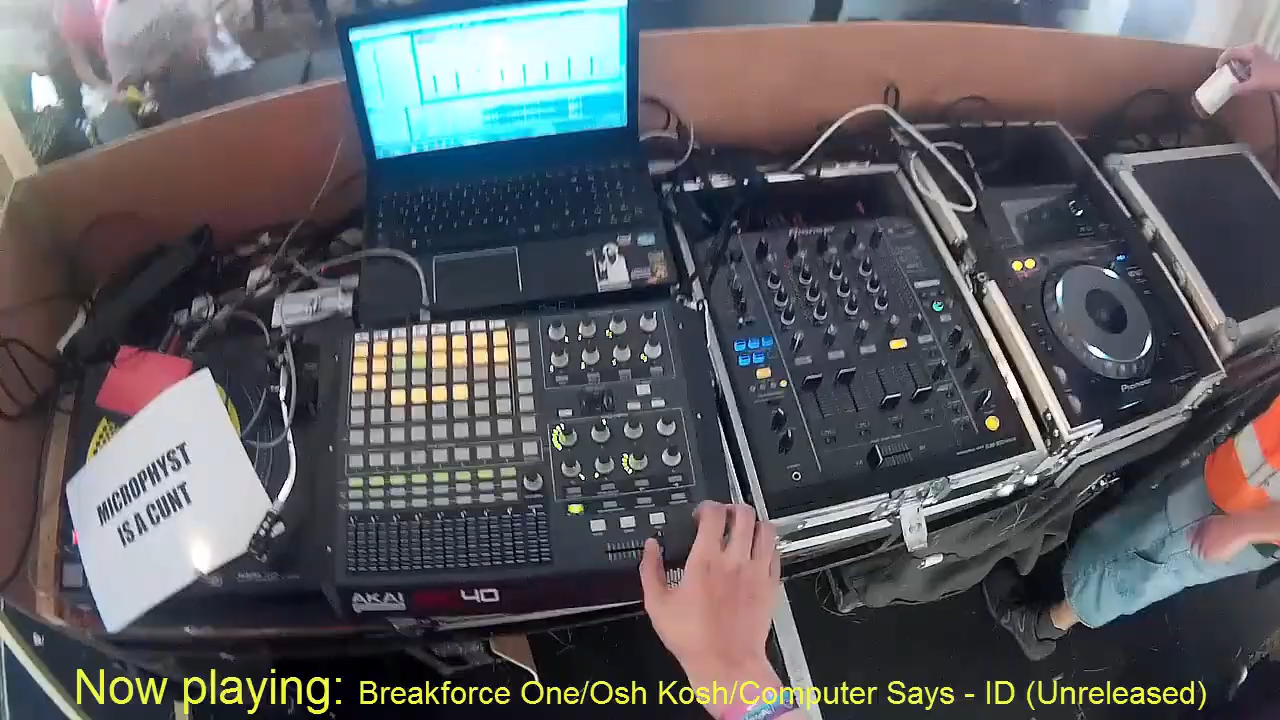 Pioneer
Pioneer
MICROPHYST
IS A CUNT
AKAI
40
Now playing: Breakforce One/Osh Kosh/Computer Says - ID (Unreleased)